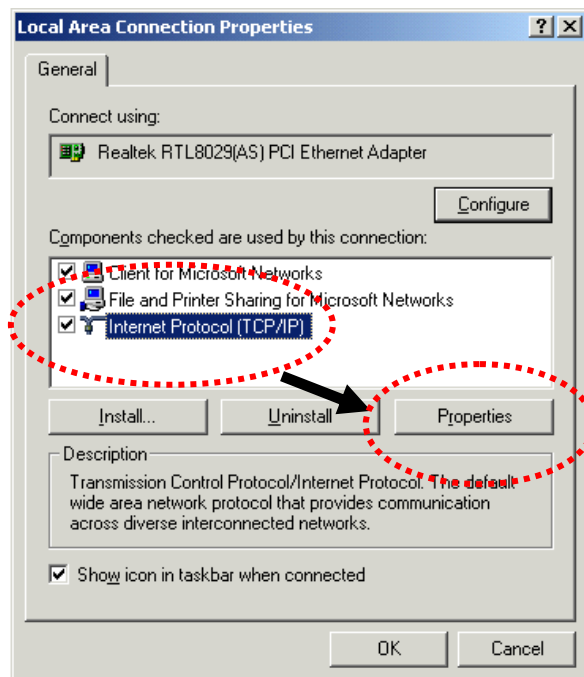 Local Area Connection Properties
General
Connect using:
Realtek RTL8029(AS) PCI Ethernet Adapter
Configure
Components checked are used by this connection:
Client for Microsoft Networks
File and Printer Sharing for Microsoft Networks
Internet Protocol (TCP/IP)
Install...
Uninstall
Properties
Description
Transmission Control Protocol/Internet Protocol. The default
wide area network protocol that provides communication
across diverse interconnected networks.
Show icon in taskbar when connected
OK
Cancel